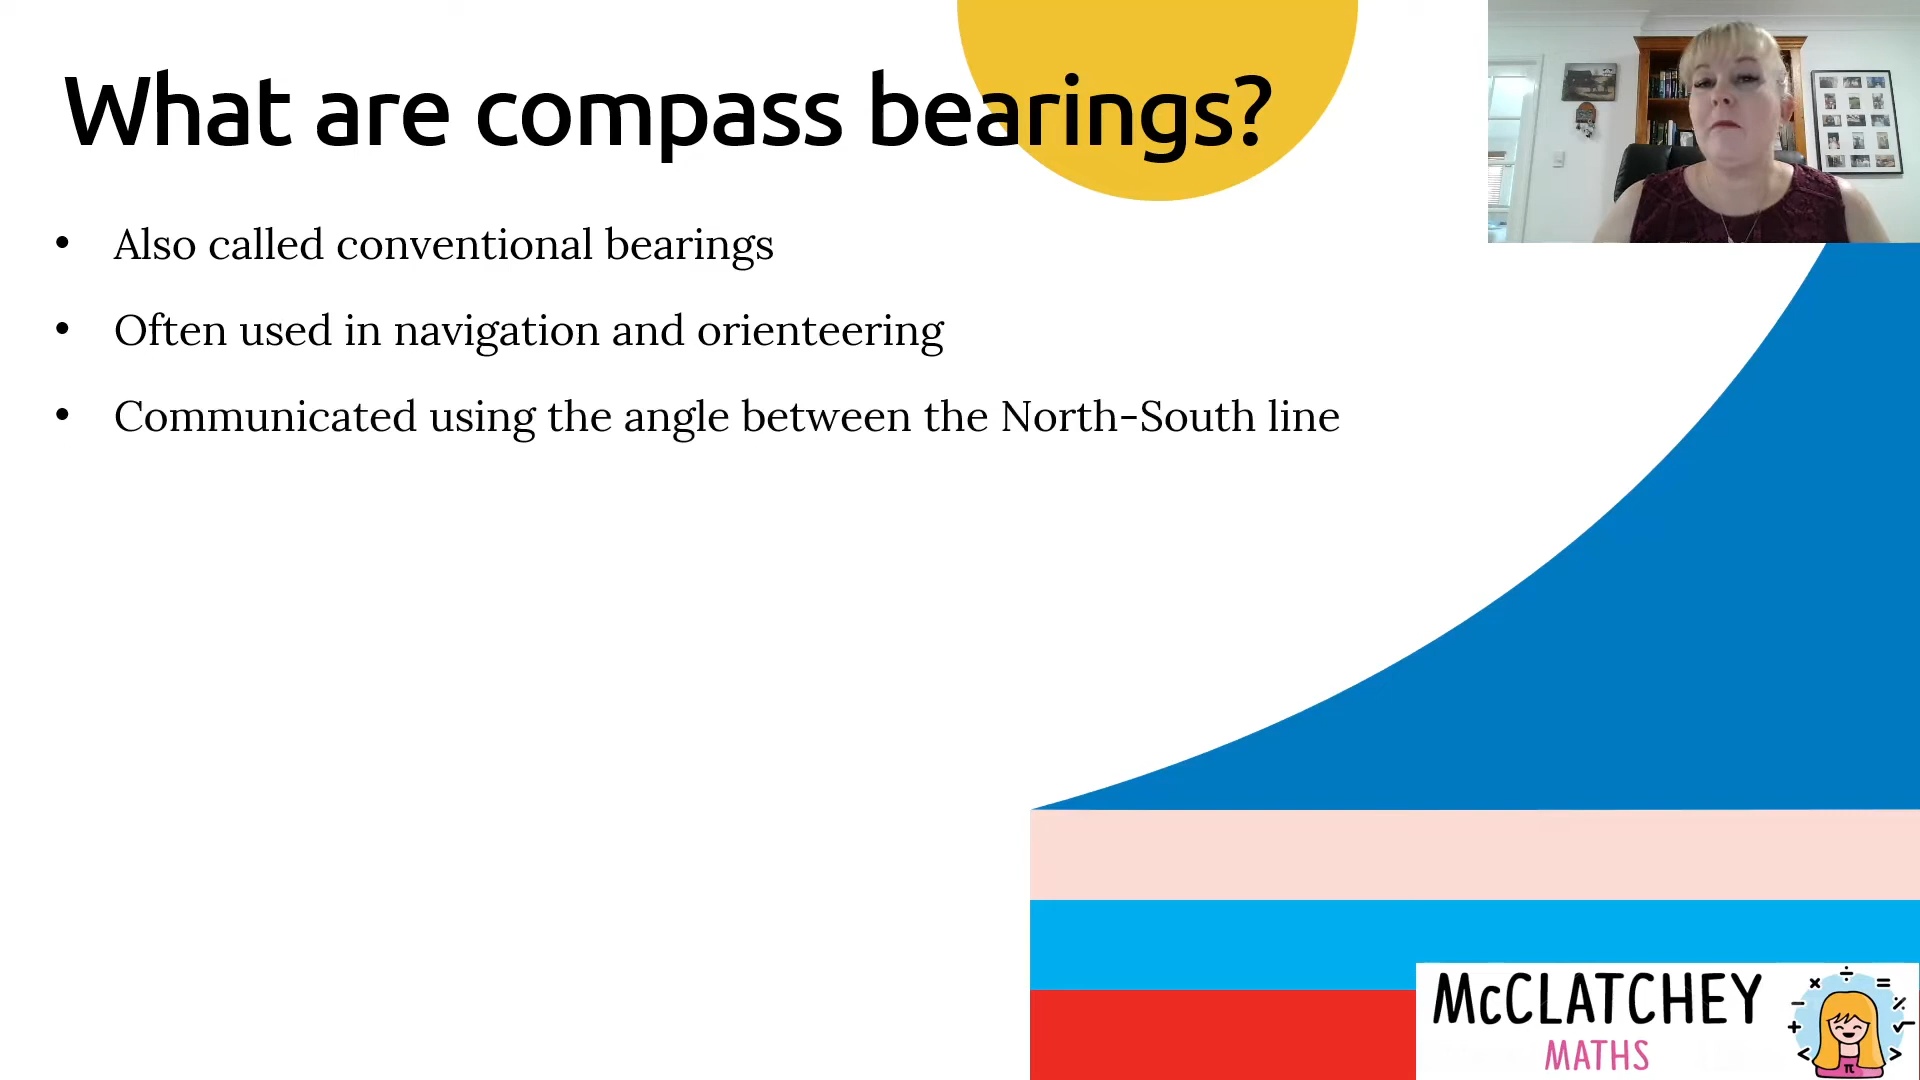 What are compass bearings?
• Also called conventional bearings
• Often used in navigation and orienteering
• Communicated using the angle between the North-South line
McCLATCHEY
MATHS